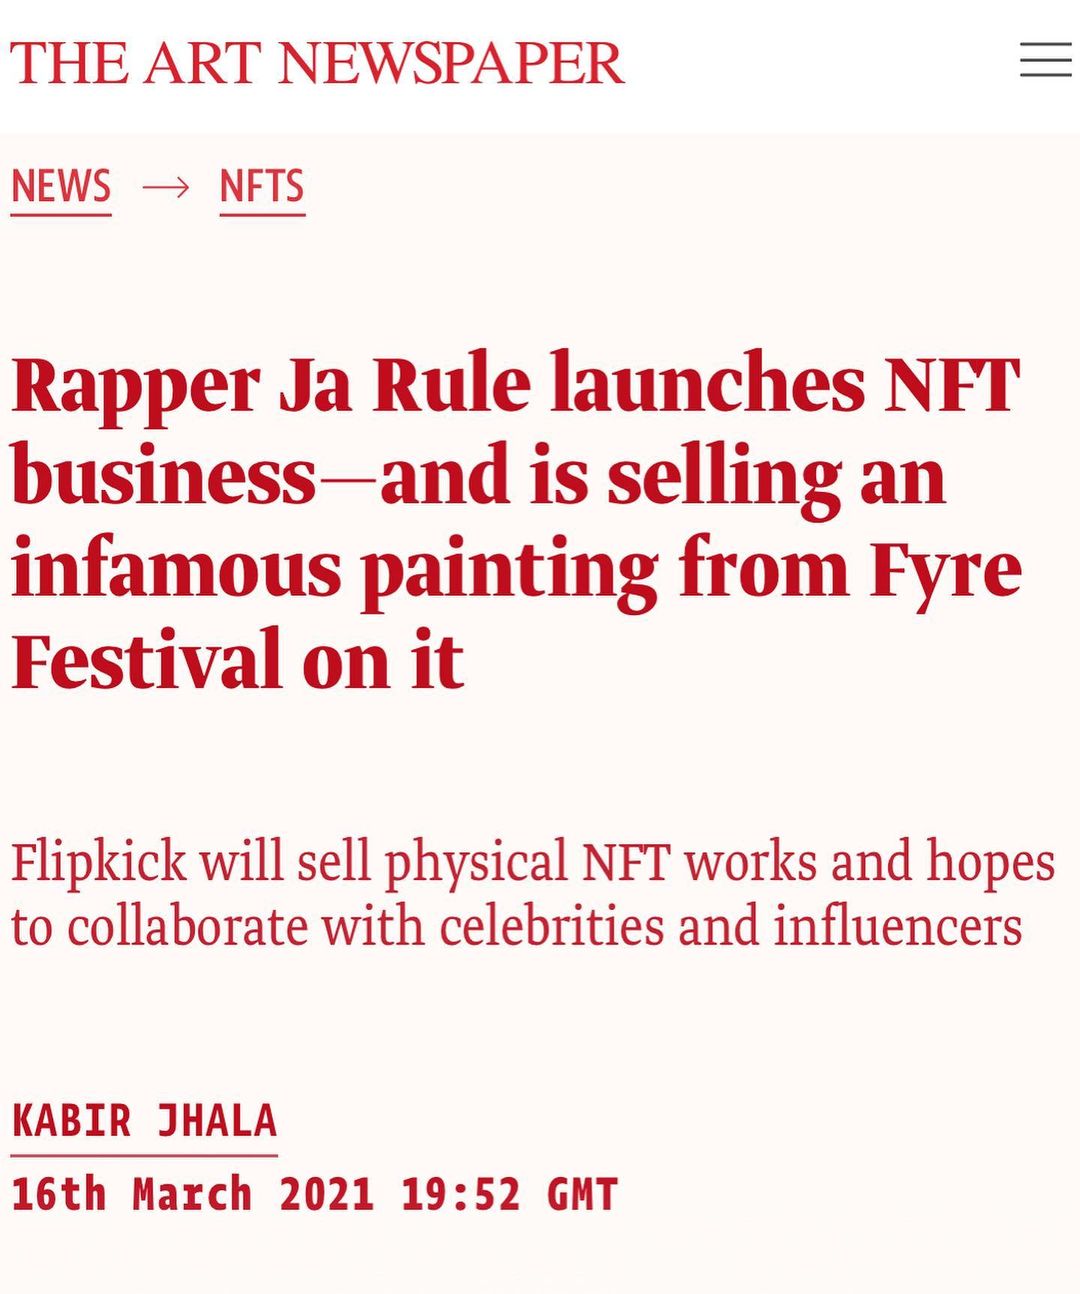 THE ART NEWSPAPER
NEWS → NFTS
Rapper Ja Rule launches NFT
business—and is selling an
infamous painting from Fyre
Festival on it
Flipkick will sell physical NFT works and hopes
to collaborate with celebrities and influencers
KABIR JHALA
16th March 2021 19:52 GMT